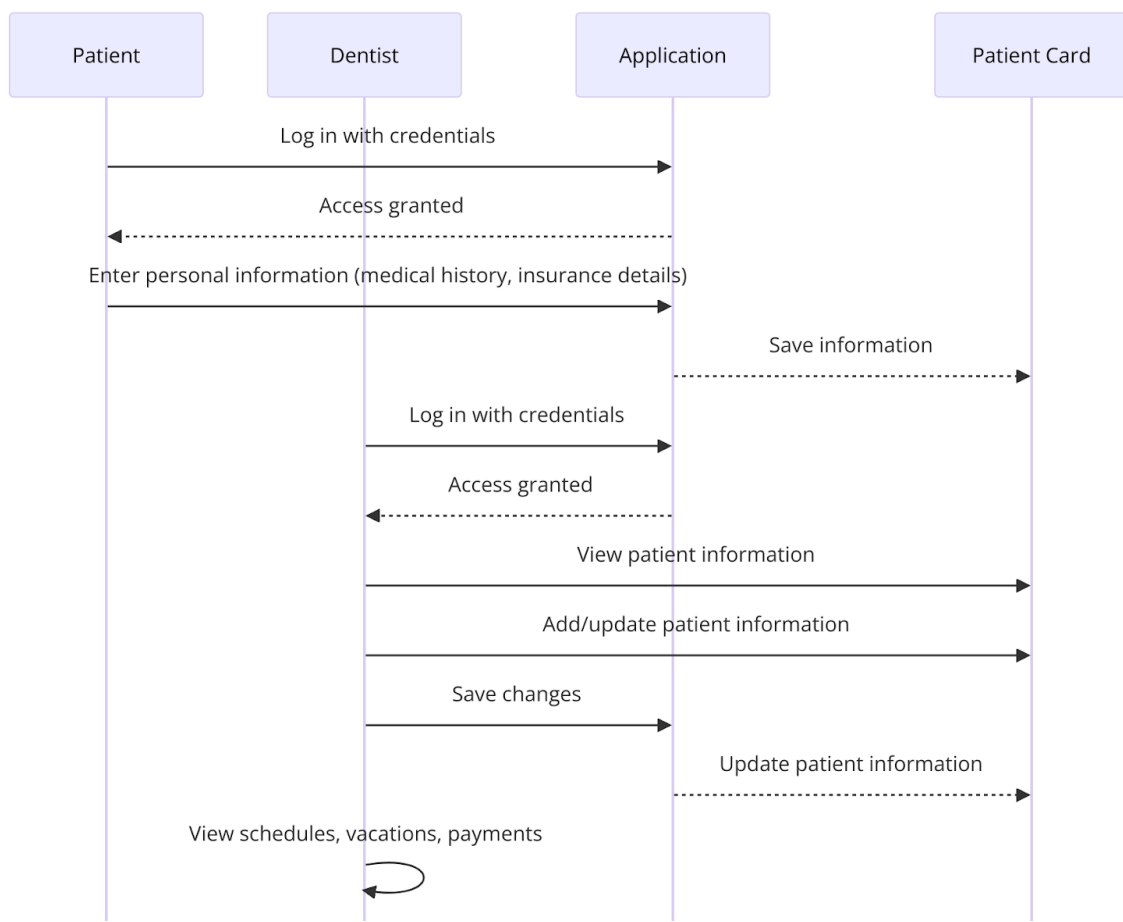 Patient
Dentist
Application
Patient Card
Log in with credentials
Access granted
Enter personal information (medical history, insurance details)
Save information
Log in with credentials
Access granted
View patient information
Add/update patient information
Save changes
Update patient information
View schedules, vacations, payments